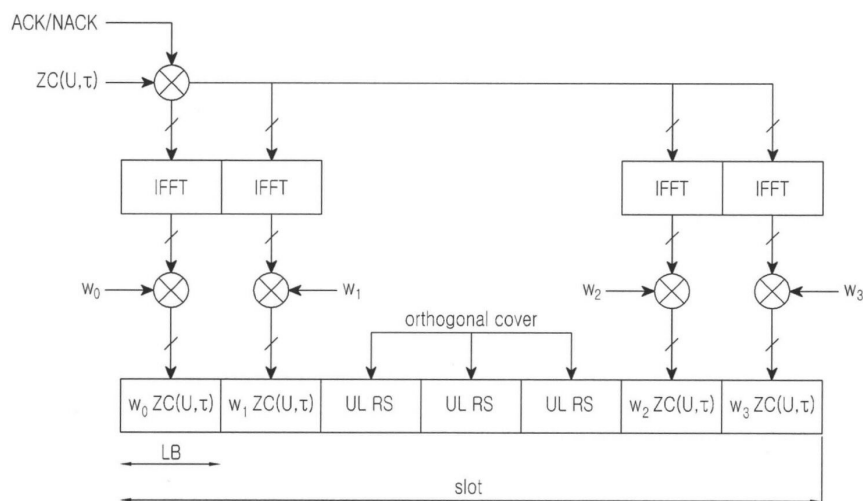 ACK/NACK
ZC(U,τ)
IFFT IFFT IFFT IFFT
w₀ w₁ w₂ w₃
orthogonal cover
w₀ ZC(U,τ) w₁ ZC(U,τ) UL RS UL RS UL RS w₂ ZC(U,τ) w₃ ZC(U,τ)
LB
slot